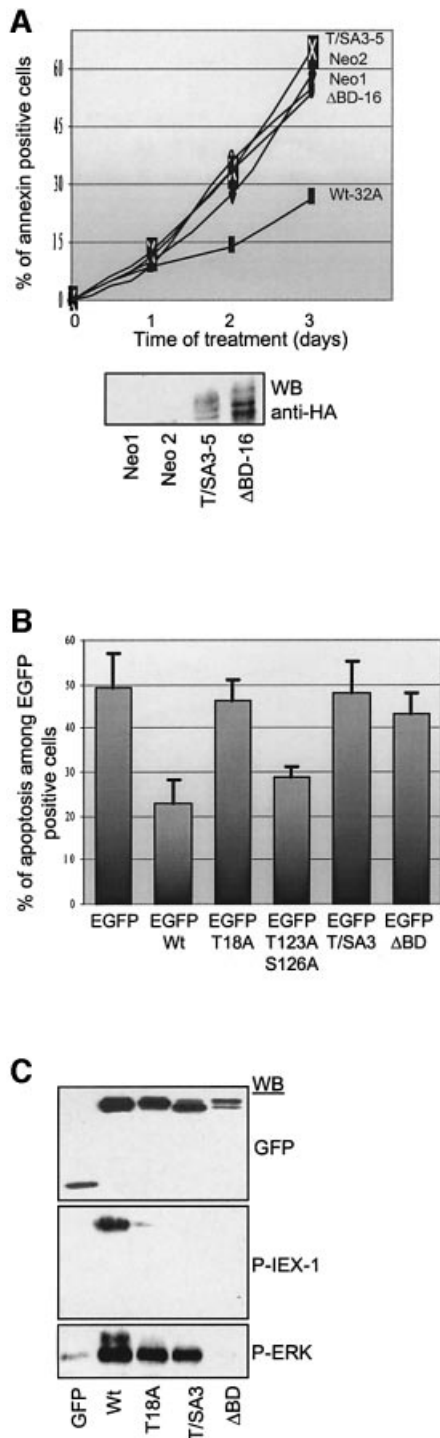 A
% of annexin positive cells
60
45
30
15
0
T/SA3-5
Neo2
Neo1
ΔBD-16
Wt-32A
0 1 2 3
Time of treatment (days)
WB
anti-HA
Neo1
Neo 2
T/SA3-5
ΔBD-16
B
% of apoptosis among EGFP
positive cells
60
50
40
30
20
10
0
EGFP EGFP EGFP EGFP EGFP EGFP
Wt T18A T123A T/SA3 ΔBD
S126A
C
WB
GFP
P-IEX-1
P-ERK
GFP
Wt
T18A
T/SA3
ΔBD